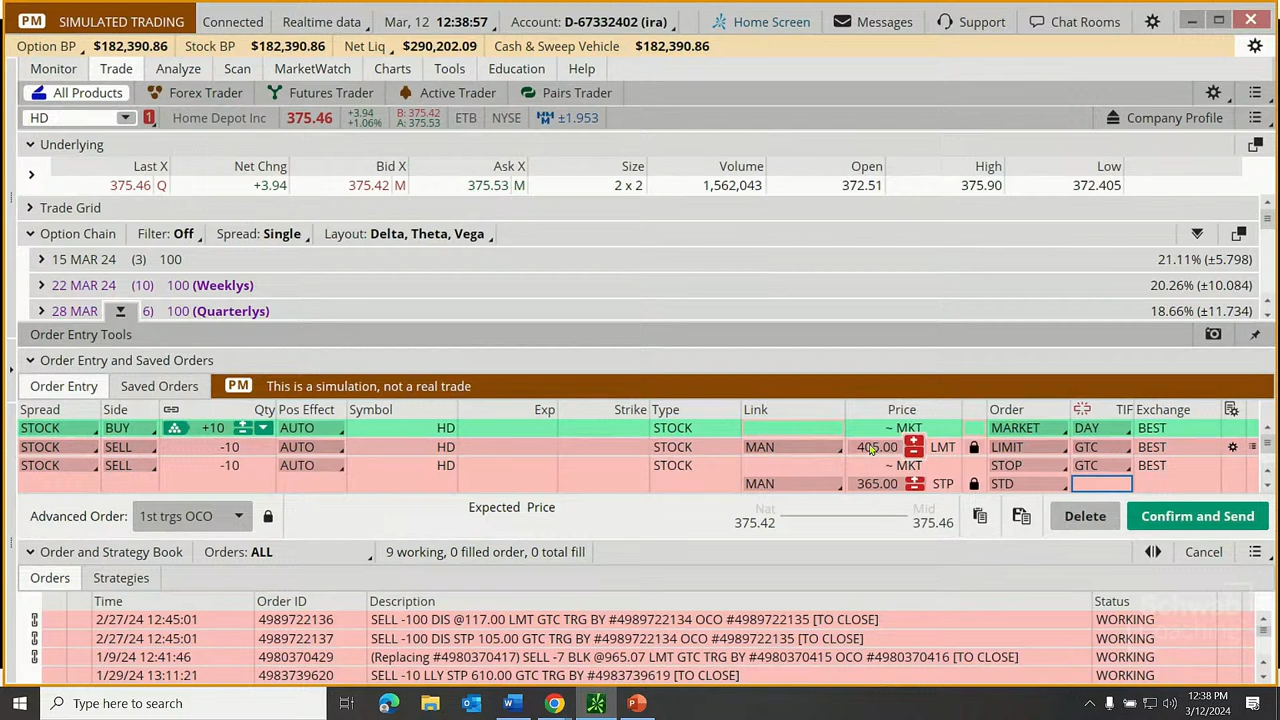 PM SIMULATED TRADING Connected Realtime data Mar, 12 12:38:57 Account: D-67332402 (ira) Home Screen Messages Support Chat Rooms
Option BP $182,390.86 Stock BP $182,390.86 Net Liq $290,202.09 Cash & Sweep Vehicle $182,390.86
Monitor Trade Analyze Scan MarketWatch Charts Tools Education Help
All Products Forex Trader Futures Trader Active Trader Pairs Trader
HD 1 Home Depot Inc 375.46 +3.94 +1.06% B: 375.42 A: 375.53 ETB NYSE ±1.953 Company Profile
Underlying
Last X Net Chng Bid X Ask X Size Volume Open High Low
375.46 Q +3.94 375.42 M 375.53 M 2 x 2 1,562,043 372.51 375.90 372.405
Trade Grid
Option Chain Filter: Off Spread: Single Layout: Delta, Theta, Vega
15 MAR 24 (3) 100 21.11% (±5.798)
22 MAR 24 (10) 100 (Weeklys) 20.26% (±10.084)
28 MAR 6) 100 (Quarterlys) 18.66% (±11.734)
Order Entry Tools
Order Entry and Saved Orders
Order Entry Saved Orders PM This is a simulation, not a real trade
Spread Side Qty Pos Effect Symbol Exp Strike Type Link Price Order TIF Exchange
STOCK BUY +10 AUTO HD STOCK ~ MKT MARKET DAY BEST
STOCK SELL -10 AUTO HD STOCK MAN 405.00 LMT LIMIT GTC BEST
STOCK SELL -10 AUTO HD STOCK ~ MKT STOP GTC BEST
MAN 365.00 STP STD
Advanced Order: 1st trgs OCO Expected Price Nat 375.42 Mid 375.46 Delete Confirm and Send
Order and Strategy Book Orders: ALL 9 working, 0 filled order, 0 total fill Cancel
Orders Strategies
Time Order ID Description Status
2/27/24 12:45:01 4989722136 SELL -100 DIS @117.00 LMT GTC TRG BY #4989722134 OCO #4989722135 [TO CLOSE] WORKING
2/27/24 12:45:01 4989722137 SELL -100 DIS STP 105.00 GTC TRG BY #4989722134 OCO #4989722135 [TO CLOSE] WORKING
1/9/24 12:41:46 4980370429 (Replacing #4980370417) SELL -7 BLK @965.07 LMT GTC TRG BY #4980370415 OCO #4980370416 [TO CLOSE] WORKING
1/29/24 13:11:21 4983739620 SELL -10 LLY STP 610.00 GTC TRG BY #4983739619 [TO CLOSE] WORKING
Type here to search 12:38 PM
3/12/2024